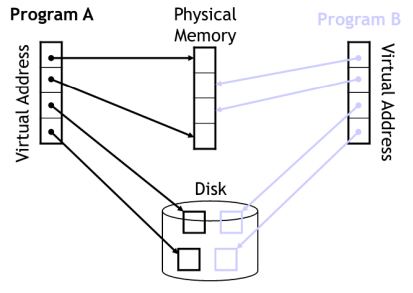 Program A
Physical
Memory
Program B
Virtual Address
Virtual Address
Disk